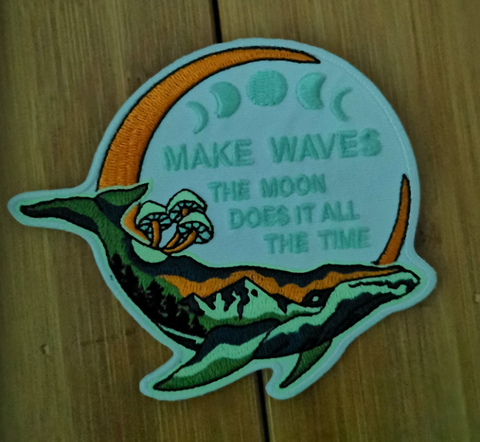 MAKE WAVES
THE MOON
DOES IT ALL
THE TIME